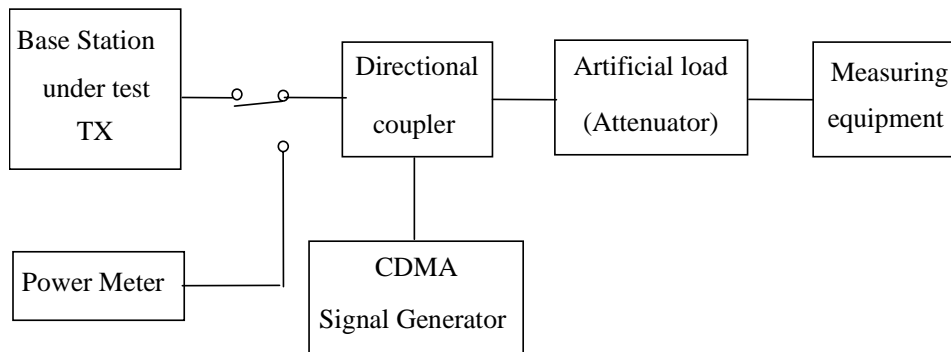 Base Station
under test
TX
Directional
coupler
Artificial load
(Attenuator)
Measuring
equipment
Power Meter
CDMA
Signal Generator